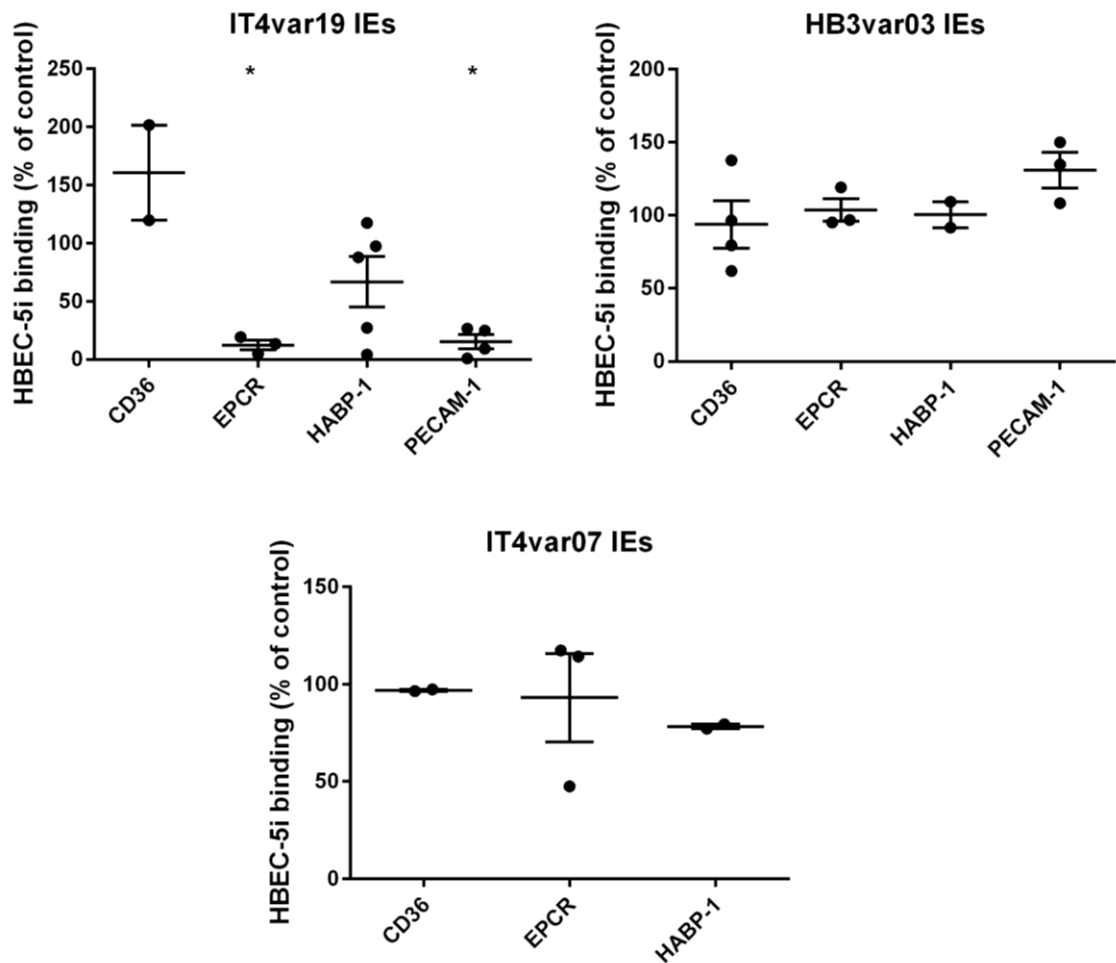 IT4var19 IEs
HBEC-5i binding (% of control)
250
200
150
100
50
0
* *
CD36 EPCR HABP-1 PECAM-1
HB3var03 IEs
HBEC-5i binding (% of control)
200
150
100
50
0
CD36 EPCR HABP-1 PECAM-1
IT4var07 IEs
HBEC-5i binding (% of control)
150
100
50
0
CD36 EPCR HABP-1